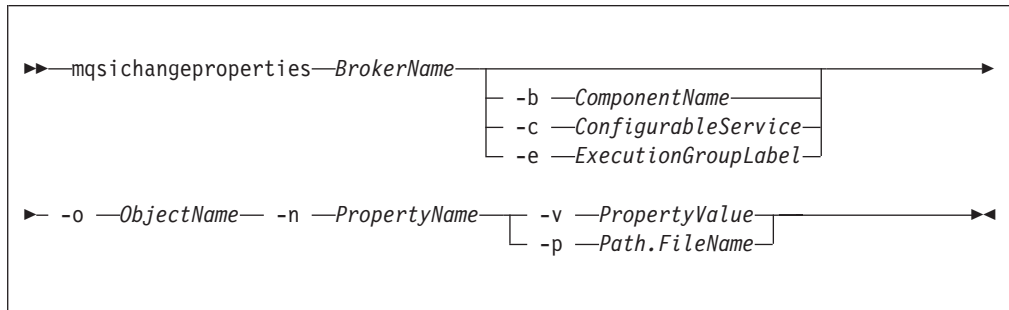 mqsichangeproperties BrokerName
-b ComponentName
-c ConfigurableService
-e ExecutionGroupLabel
-o ObjectName -n PropertyName -v PropertyValue
-p Path.FileName